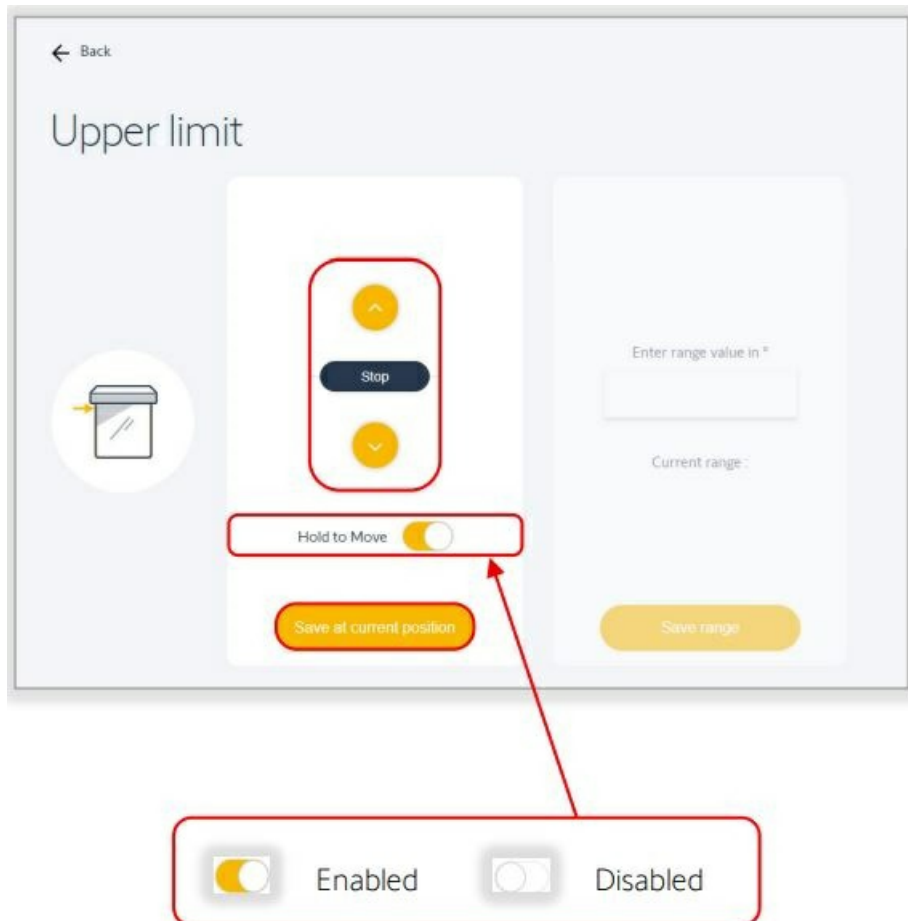 Back
Upper limit
Stop
Hold to Move
Save at current position
Enter range value in *
Current range :
Save range
Enabled
Disabled